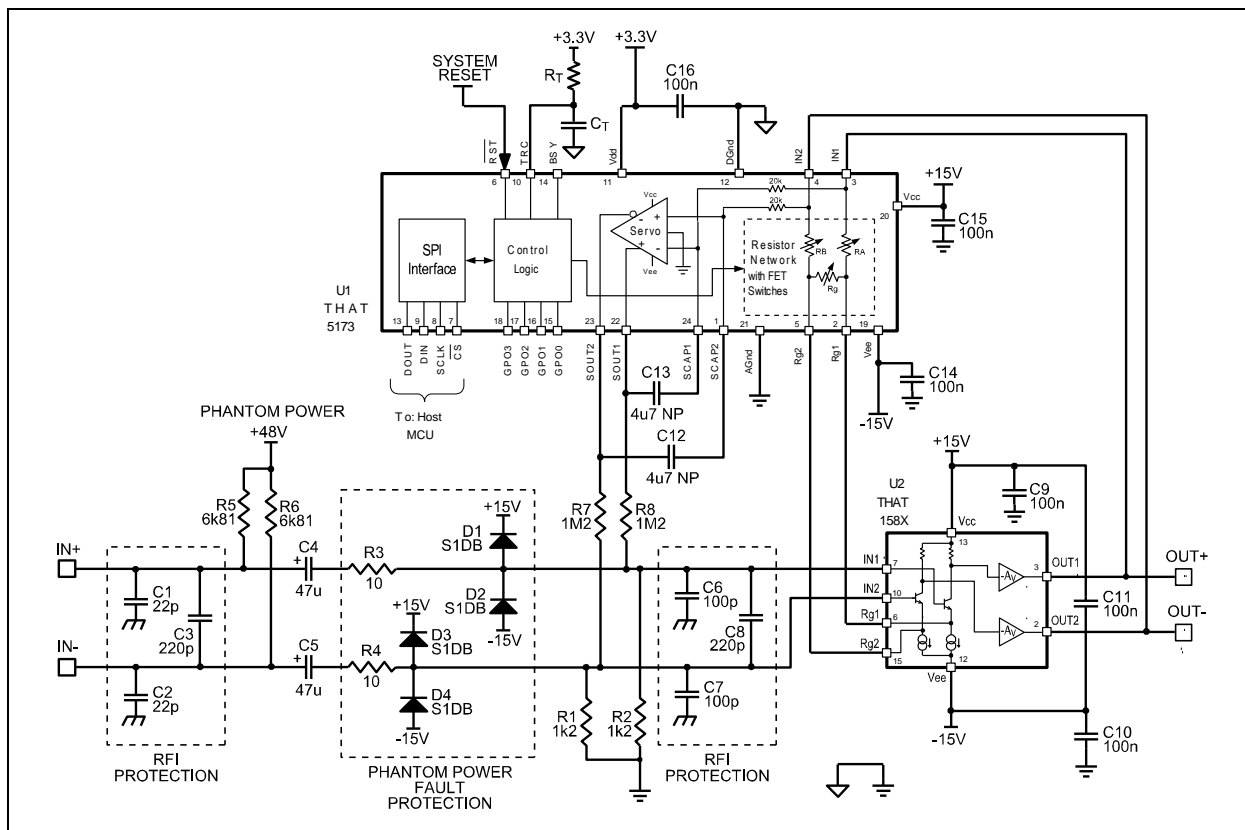 SYSTEM
RESET
+3.3V
RT
CT
+3.3V
C16
100n
RST
TRC
BSY
Vdd
DGnd
IN2
IN1
6
10
14
11
12
4
3
20k
20k
Vcc
20
+15V
C15
100n
SPI
Interface
Control
Logic
Vcc
Servo
Vee
- +
+ -
Resistor
Network
with FET
Switches
RB
RA
Rg
U1
THAT
5173
13
9
8
7
18
17
16
15
23
22
24
1
21
5
2
19
DOUT
DIN
SCLK
CS
GPO3
GPO2
GPO1
GPO0
SOUT2
SOUT1
SCAP1
SCAP2
AGnd
Rg2
Rg1
Vee
C14
100n
-15V
To: Host
MCU
C13
4u7 NP
C12
4u7 NP
PHANTOM POWER
+48V
R5
6k81
R6
6k81
R7
1M2
R8
1M2
+15V
D1
S1DB
D2
S1DB
-15V
+15V
D3
S1DB
D4
S1DB
-15V
IN+
IN-
C1
22p
C3
220p
C2
22p
+
C4
47u
+
C5
47u
R3
10
R4
10
R1
1k2
R2
1k2
C6
100p
C8
220p
C7
100p
RFI
PROTECTION
PHANTOM POWER
FAULT
PROTECTION
RFI
PROTECTION
+15V
C9
100n
U2
THAT
158X
Vcc
13
IN1
7
IN2
10
Rg1
6
Rg2
15
-AV
-AV
3
OUT1
2
OUT2
12
Vee
-15V
C11
100n
C10
100n
OUT+
OUT-